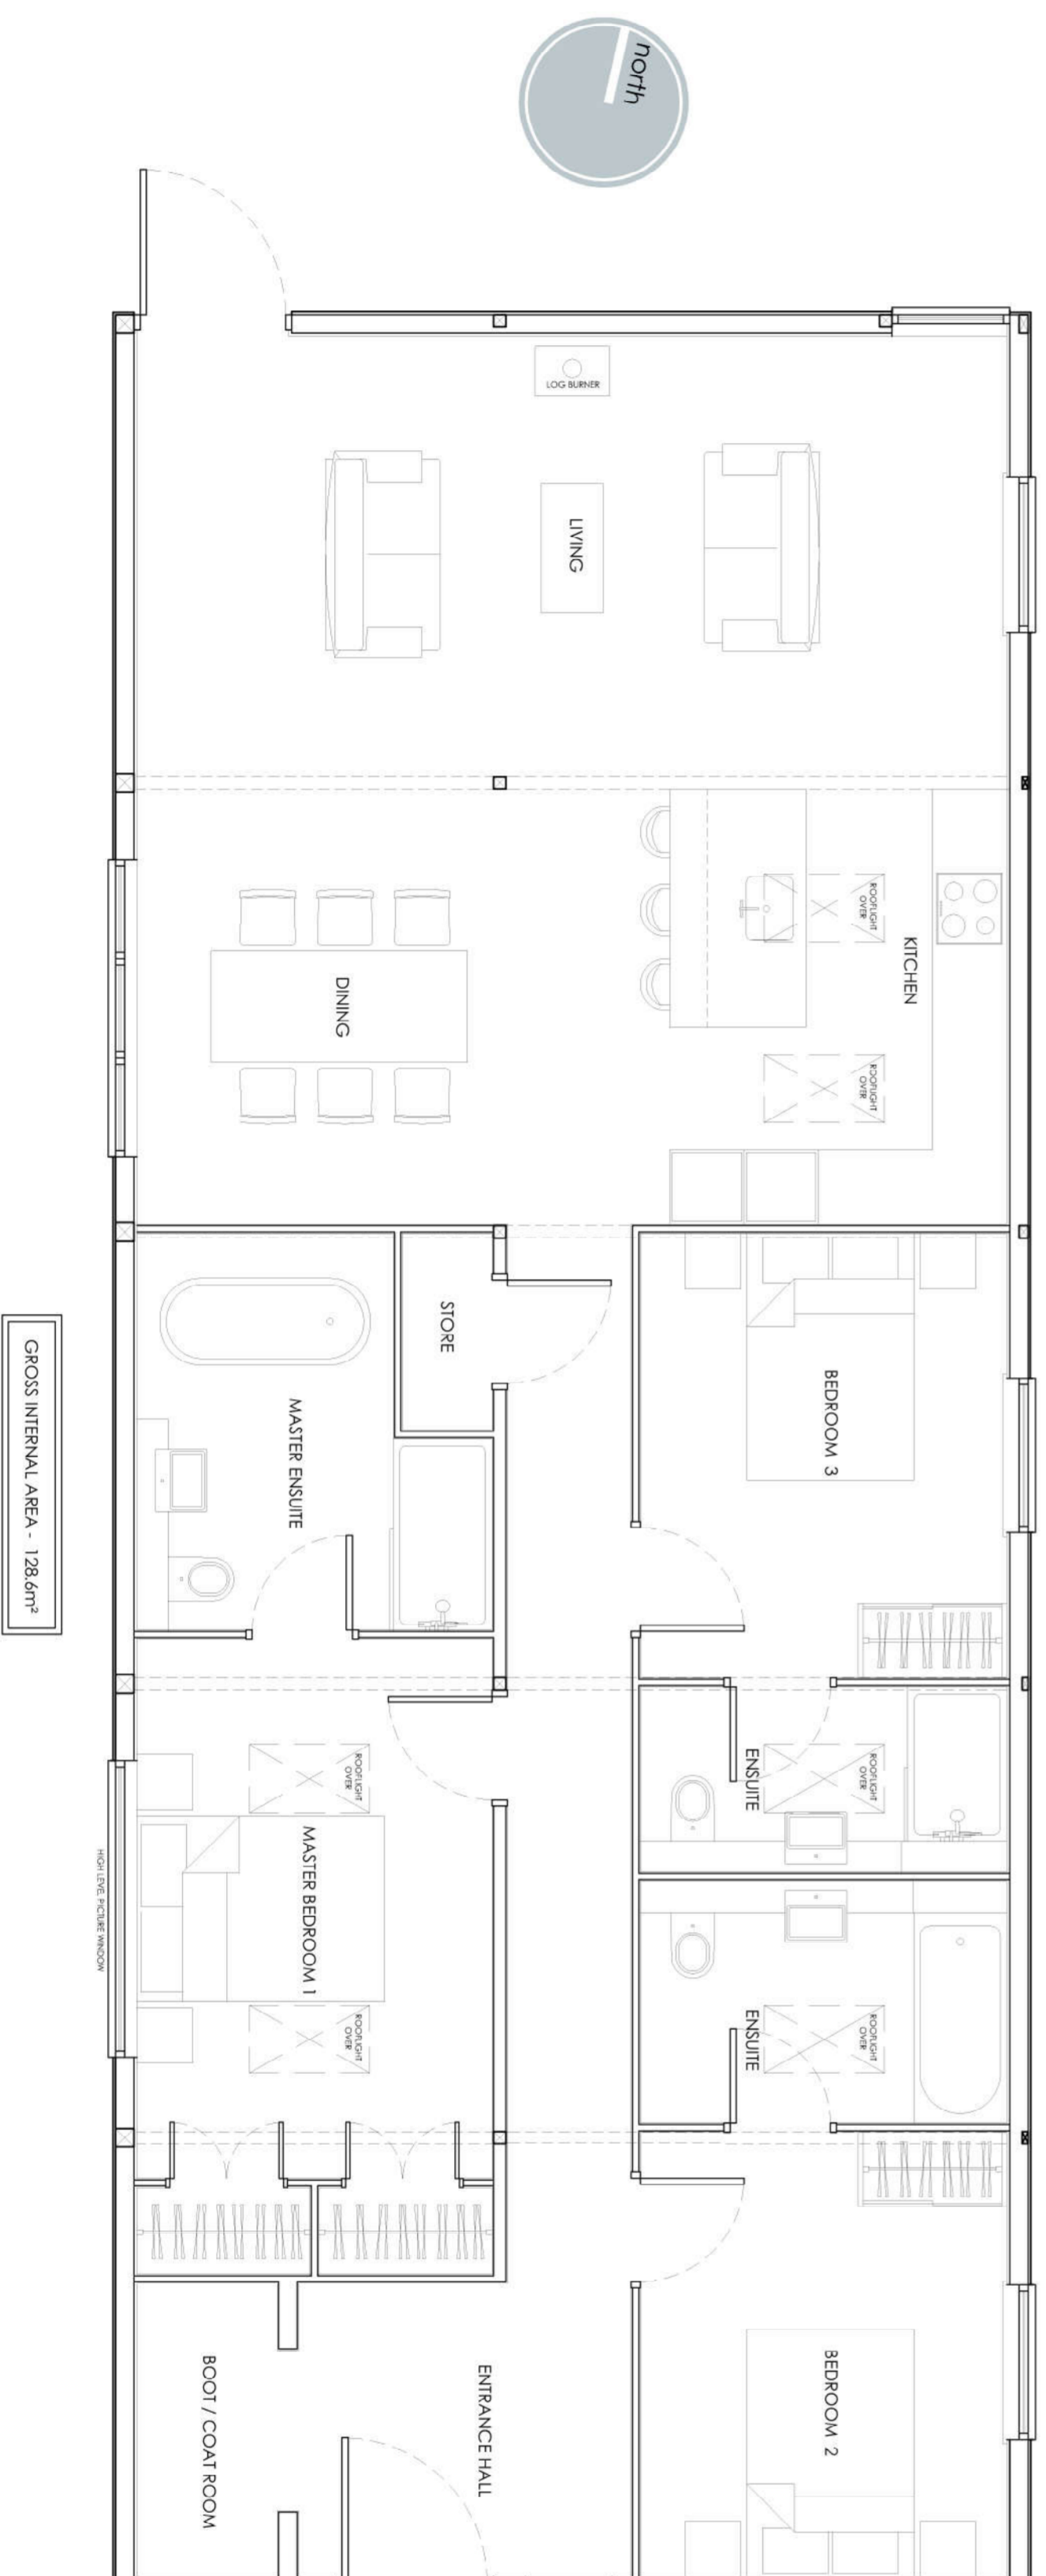 north
LOG BURNER
LIVING
ROOFLIGHT
OVER
KITCHEN
DINING
ROOFLIGHT
OVER
STORE
BEDROOM 3
MASTER ENSUITE
GROSS INTERNAL AREA - 128.6m²
ROOFLIGHT
OVER
ENSUITE
ROOFLIGHT
OVER
MASTER BEDROOM 1
HIGH LEVEL PICTURE WINDOW
ROOFLIGHT
OVER
ENSUITE
ROOFLIGHT
OVER
BEDROOM 2
ENTRANCE HALL
BOOT / COAT ROOM